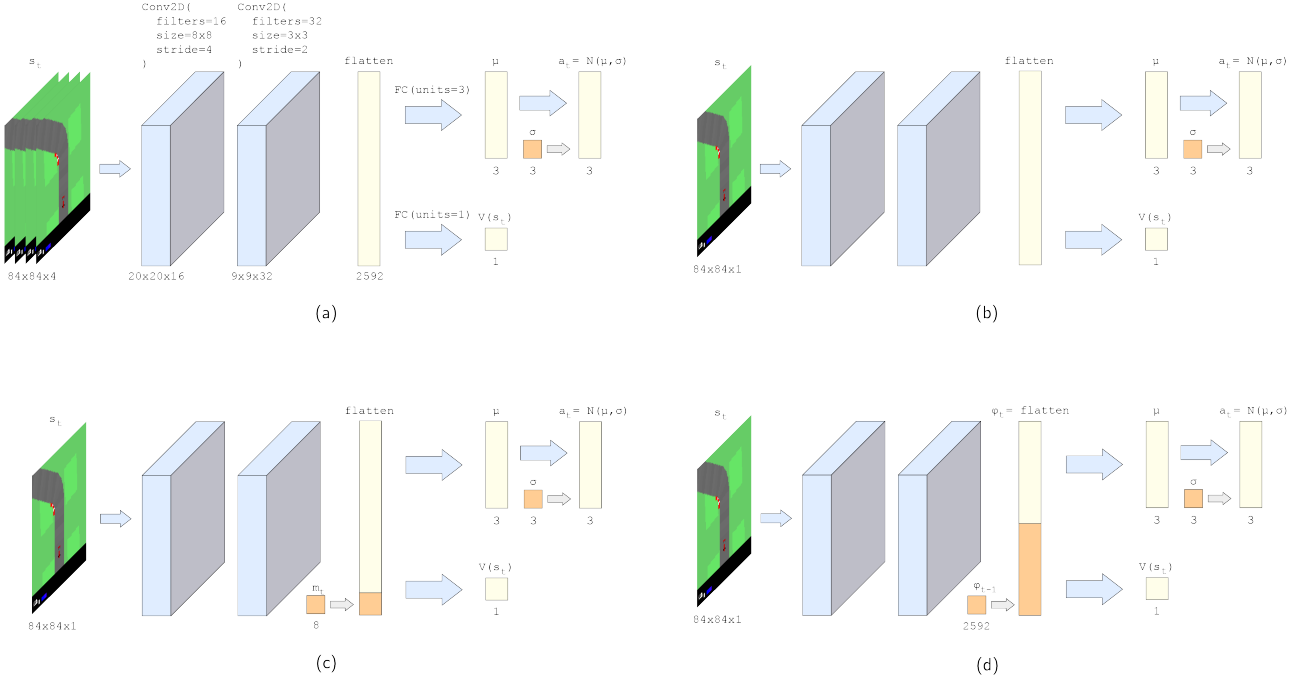 Conv2D(
filters=16
size=8x8
stride=4
)
Conv2D(
filters=32
size=3x3
stride=2
)
s_t
flatten
FC(units=3)
μ
a_t = N(μ,σ)
σ
3
3
3
FC(units=1)
V(s_t)
1
84x84x4
20x20x16
9x9x32
2592
(a)
s_t
flatten
μ
a_t = N(μ,σ)
σ
3
3
3
V(s_t)
1
84x84x1
(b)
s_t
flatten
μ
a_t = N(μ,σ)
σ
3
3
3
m_t
8
V(s_t)
1
84x84x1
(c)
s_t
φ_t = flatten
μ
a_t = N(μ,σ)
σ
3
3
3
φ_t-1
2592
V(s_t)
1
84x84x1
(d)